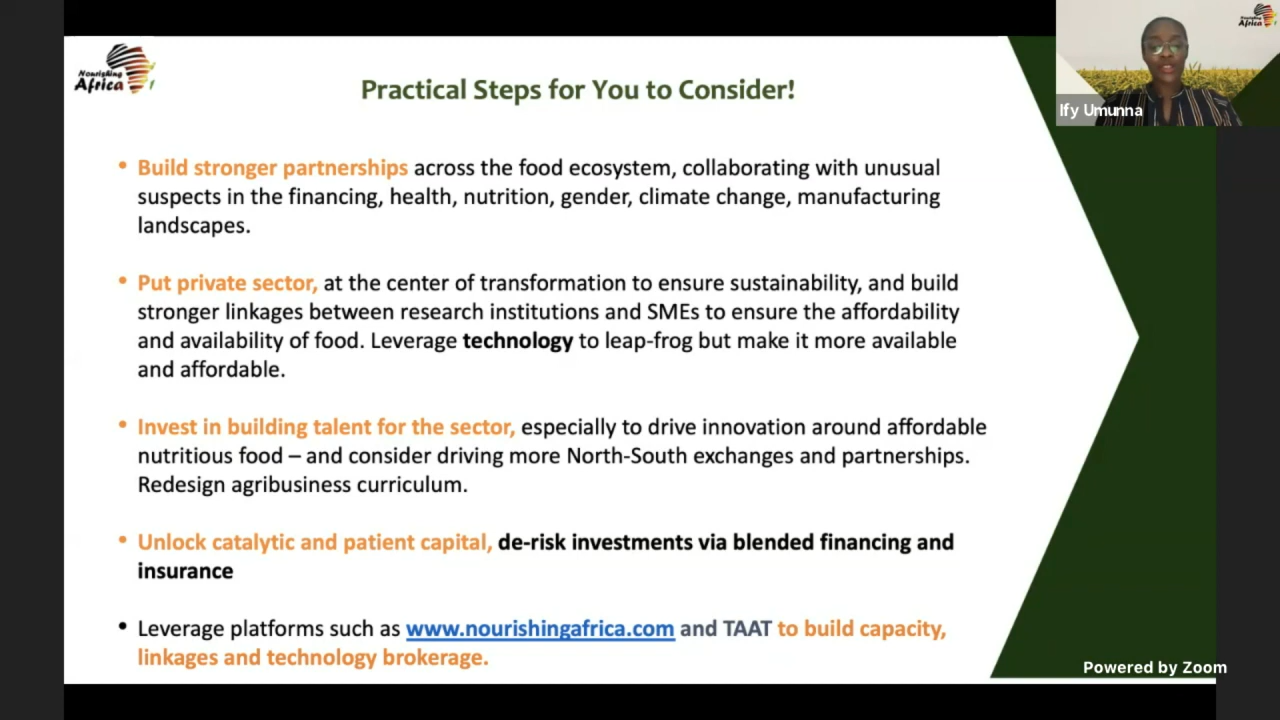 Nourishing
Africa
Practical Steps for You to Consider!
Nourishing
Africa
Ify Umunna
• Build stronger partnerships across the food ecosystem, collaborating with unusual
suspects in the financing, health, nutrition, gender, climate change, manufacturing
landscapes.
• Put private sector, at the center of transformation to ensure sustainability, and build
stronger linkages between research institutions and SMEs to ensure the affordability
and availability of food. Leverage technology to leap-frog but make it more available
and affordable.
• Invest in building talent for the sector, especially to drive innovation around affordable
nutritious food – and consider driving more North-South exchanges and partnerships.
Redesign agribusiness curriculum.
• Unlock catalytic and patient capital, de-risk investments via blended financing and
insurance
• Leverage platforms such as www.nourishingafrica.com and TAAT to build capacity,
linkages and technology brokerage.
Powered by Zoom